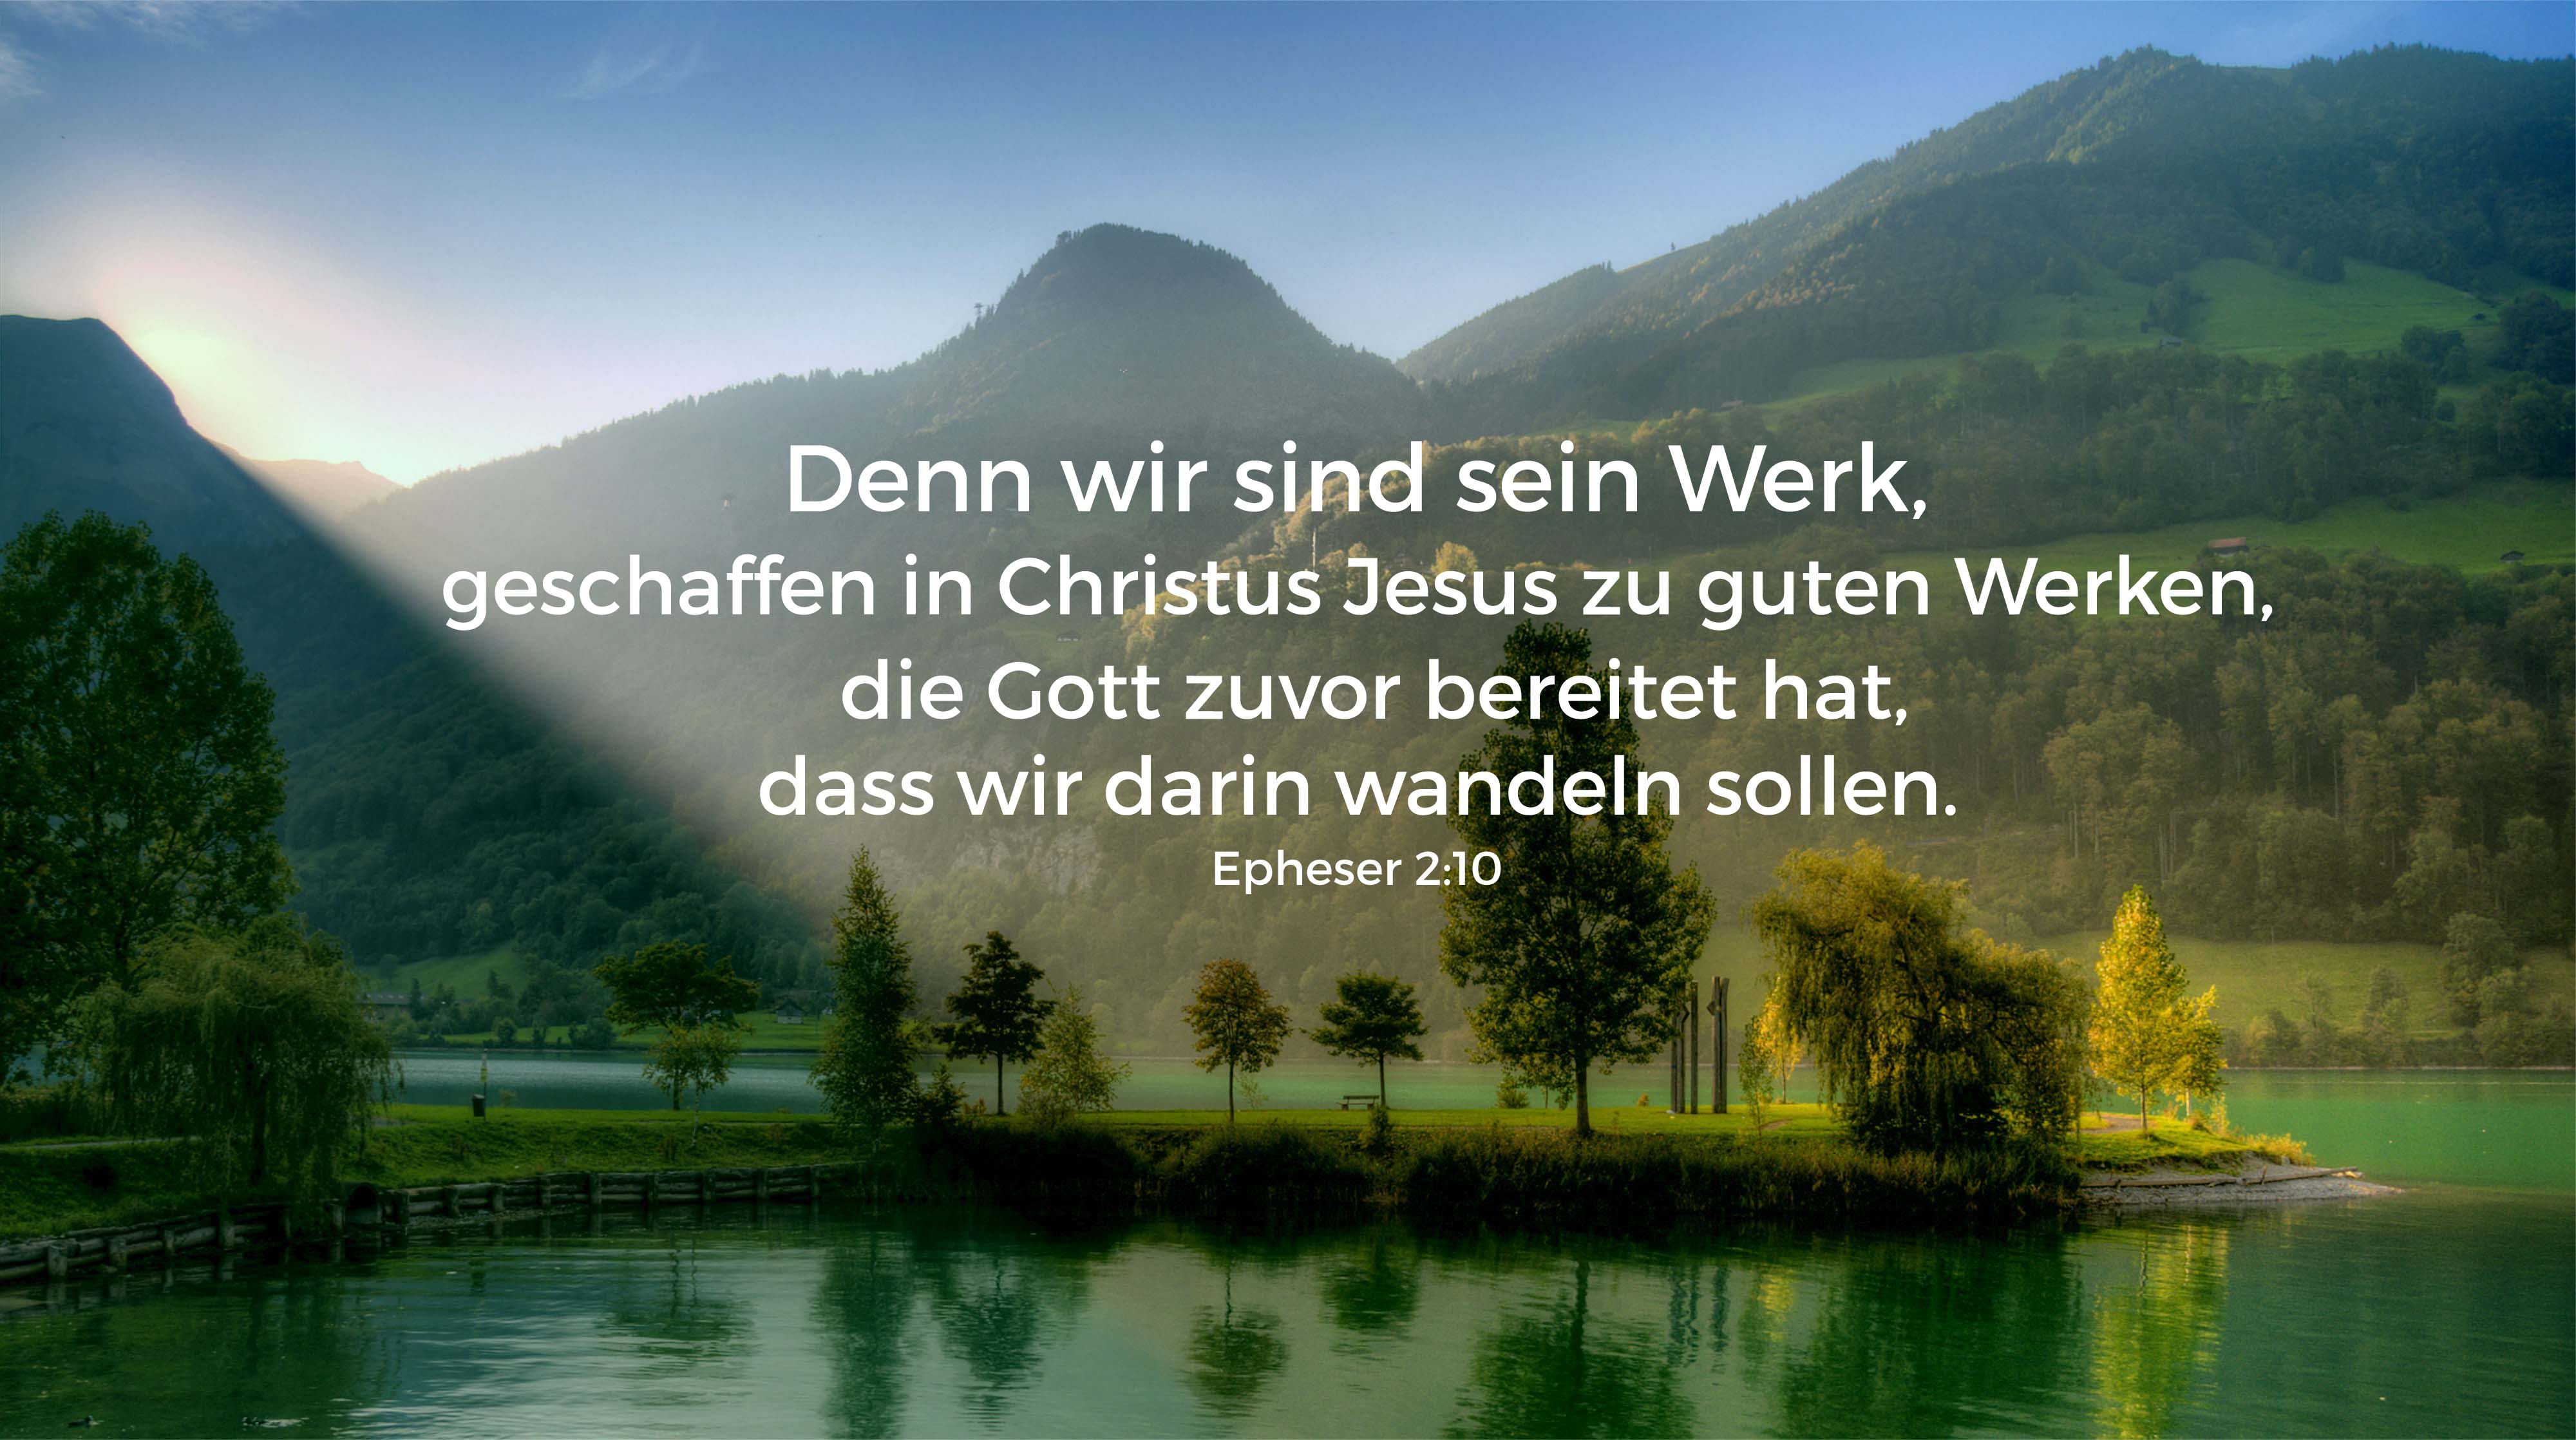 Denn wir sind sein Werk,
geschaffen in Christus Jesus zu guten Werken,
die Gott zuvor bereitet hat,
dass wir darin wandeln sollen.
Epheser 2:10